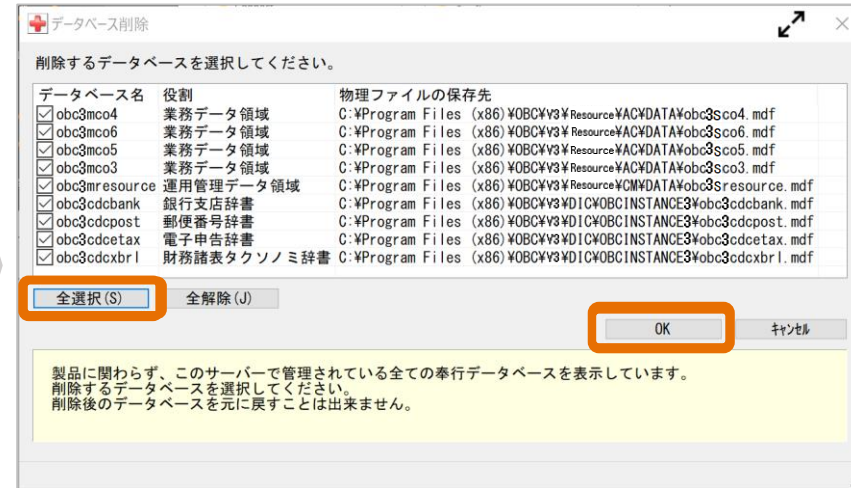 データベース削除
削除するデータベースを選択してください。
データベース名 役割 物理ファイルの保存先
obc3mco4 業務データ領域 C:¥Program Files (x86)¥OBC¥V3¥Resource¥AC¥DATA¥obc3sco4.mdf
obc3mco6 業務データ領域 C:¥Program Files (x86)¥OBC¥V3¥Resource¥AC¥DATA¥obc3sco6.mdf
obc3mco5 業務データ領域 C:¥Program Files (x86)¥OBC¥V3¥Resource¥AC¥DATA¥obc3sco5.mdf
obc3mco3 業務データ領域 C:¥Program Files (x86)¥OBC¥V3¥Resource¥AC¥DATA¥obc3sco3.mdf
obc3mresource 運用管理データ領域 C:¥Program Files (x86)¥OBC¥V3¥Resource¥CM¥DATA¥obc3sresource.mdf
obc3cdcbank 銀行支店辞書 C:¥Program Files (x86)¥OBC¥V3¥DIC¥OBCINSTANCE3¥obc3cdcbank.mdf
obc3cdcpost 郵便番号辞書 C:¥Program Files (x86)¥OBC¥V3¥DIC¥OBCINSTANCE3¥obc3cdcpost.mdf
obc3cdcetax 電子申告辞書 C:¥Program Files (x86)¥OBC¥V3¥DIC¥OBCINSTANCE3¥obc3cdcetax.mdf
obc3cdcxbrl 財務諸表タクソノミ辞書 C:¥Program Files (x86)¥OBC¥V3¥DIC¥OBCINSTANCE3¥obc3cdcxbrl.mdf
全選択(S) 全解除(J)
OK キャンセル
製品に関わらず、このサーバーで管理されている全ての奉行データベースを表示しています。
削除するデータベースを選択してください。
削除後のデータベースを元に戻すことは出来ません。